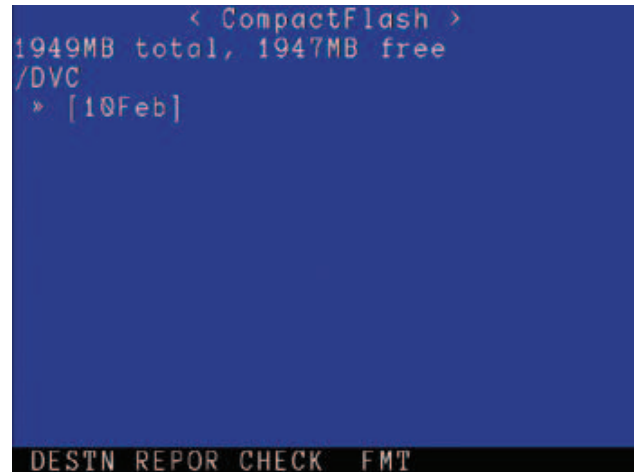 < CompactFlash >
1949MB total, 1947MB free
/DVC
» [10Feb]
DESTN REPOR CHECK FMT